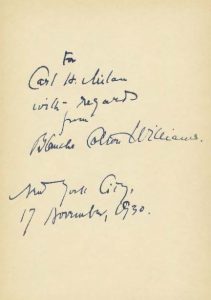 For
Carl H. Milam
with - regards
from
Blanche Colton Williams.
New York City,
17 November, 1930.